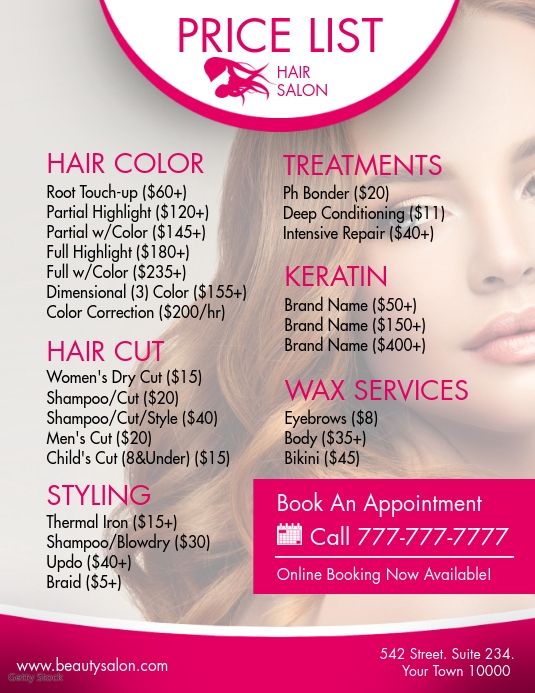 PRICE LIST
HAIR
SALON
HAIR COLOR
Root Touch-up ($60+)
Partial Highlight ($120+)
Partial w/Color ($145+)
Full Highlight ($180+)
Full w/Color ($235+)
Dimensional (3) Color ($155+)
Color Correction ($200/hr)
HAIR CUT
Women's Dry Cut ($15)
Shampoo/Cut ($20)
Shampoo/Cut/Style ($40)
Men's Cut ($20)
Child's Cut (8&Under) ($15)
STYLING
Thermal Iron ($15+)
Shampoo/Blowdry ($30)
Updo ($40+)
Braid ($5+)
TREATMENTS
Ph Bonder ($20)
Deep Conditioning ($11)
Intensive Repair ($40+)
KERATIN
Brand Name ($50+)
Brand Name ($150+)
Brand Name ($400+)
WAX SERVICES
Eyebrows ($8)
Body ($35+)
Bikini ($45)
Book An Appointment
Call 777-777-7777
Online Booking Now Available!
www.beautysalon.com
Getty Stock
542 Street. Suite 234.
Your Town 10000